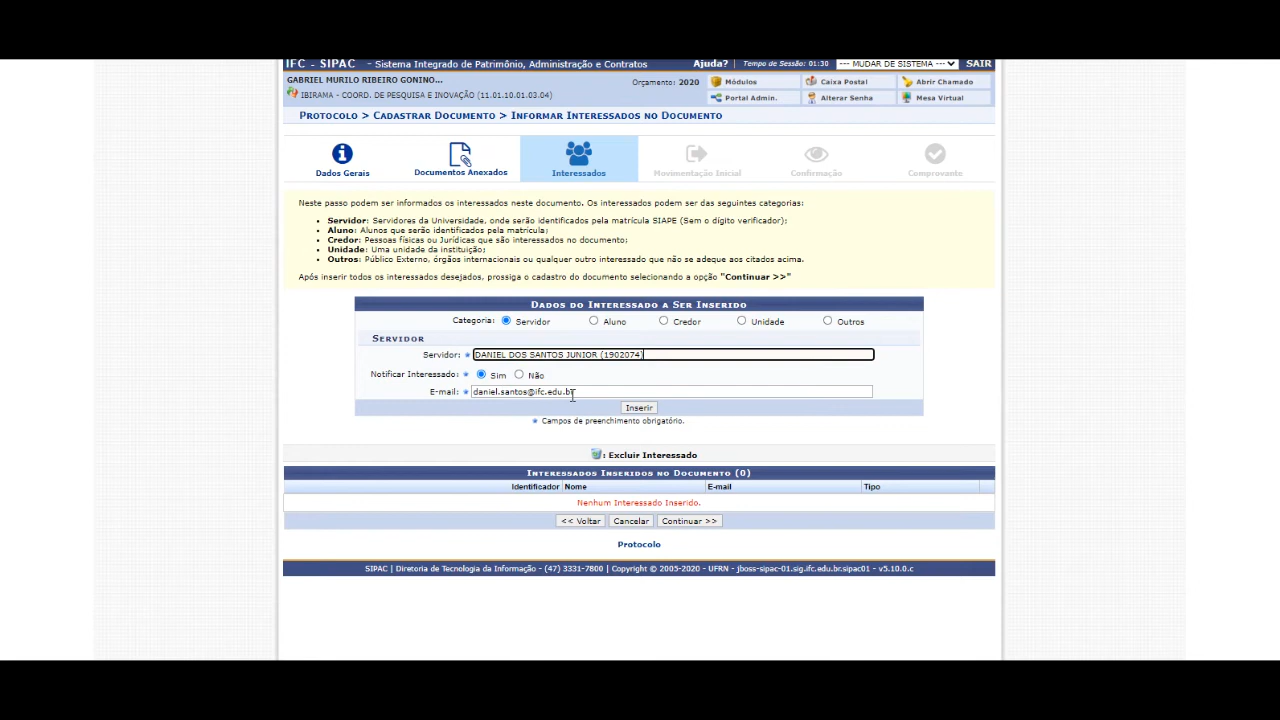 IFC - SIPAC - Sistema Integrado de Patrimônio, Administração e Contratos Ajuda? | Tempo de Sessão: 01:30 --- MUDAR DE SISTEMA --- SAIR
GABRIEL MURILO RIBEIRO GONINO... Orçamento: 2020 Módulos Caixa Postal Abrir Chamado
IBIRAMA - COORD. DE PESQUISA E INOVAÇÃO (11.01.10.01.03.04) Portal Admin. Alterar Senha Mesa Virtual
PROTOCOLO > CADASTRAR DOCUMENTO > INFORMAR INTERESSADOS NO DOCUMENTO
Dados Gerais Documentos Anexados Interessados Movimentação Inicial Confirmação Comprovante
Neste passo podem ser informados os interessados neste documento. Os interessados podem ser das seguintes categorias:
• Servidor: Servidores da Universidade, onde serão identificados pela matrícula SIAPE (Sem o dígito verificador);
• Aluno: Alunos que serão identificados pela matrícula;
• Credor: Pessoas físicas ou Jurídicas que são interessados no documento;
• Unidade: Uma unidade da instituição;
• Outros: Público Externo, órgãos internacionais ou qualquer outro interessado que não se adeque aos citados acima.
Após inserir todos os interessados desejados, prossiga o cadastro do documento selecionando a opção "Continuar >>"
DADOS DO INTERESSADO A SER INSERIDO
Categoria: Servidor Aluno Credor Unidade Outros
SERVIDOR
Servidor: DANIEL DOS SANTOS JUNIOR (1902074)
Notificar Interessado: Sim Não
E-mail: daniel.santos@ifc.edu.br
Inserir
Campos de preenchimento obrigatório.
: Excluir Interessado
INTERESSADOS INSERIDOS NO DOCUMENTO (0)
Identificador Nome E-mail Tipo
Nenhum Interessado Inserido.
<< Voltar Cancelar Continuar >>
Protocolo
SIPAC | Diretoria de Tecnologia da Informação - (47) 3331-7800 | Copyright © 2005-2020 - UFRN - jboss-sipac-01.sig.ifc.edu.br.sipac01 - v5.10.0.c